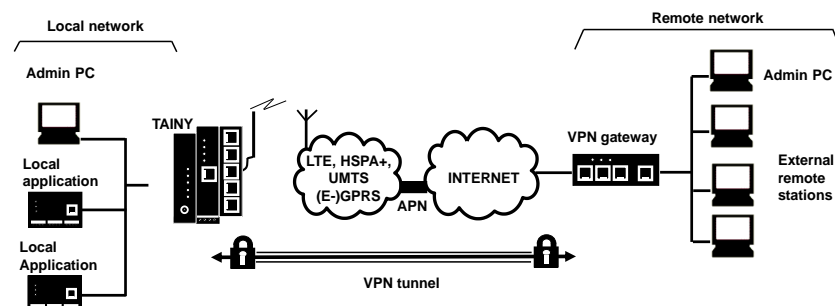 Local network
Remote network
Admin PC
Admin PC
TAINY
VPN gateway
Local
application
LTE, HSPA+,
UMTS
(E-)GPRS
INTERNET
External
remote
stations
APN
Local
Application
VPN tunnel